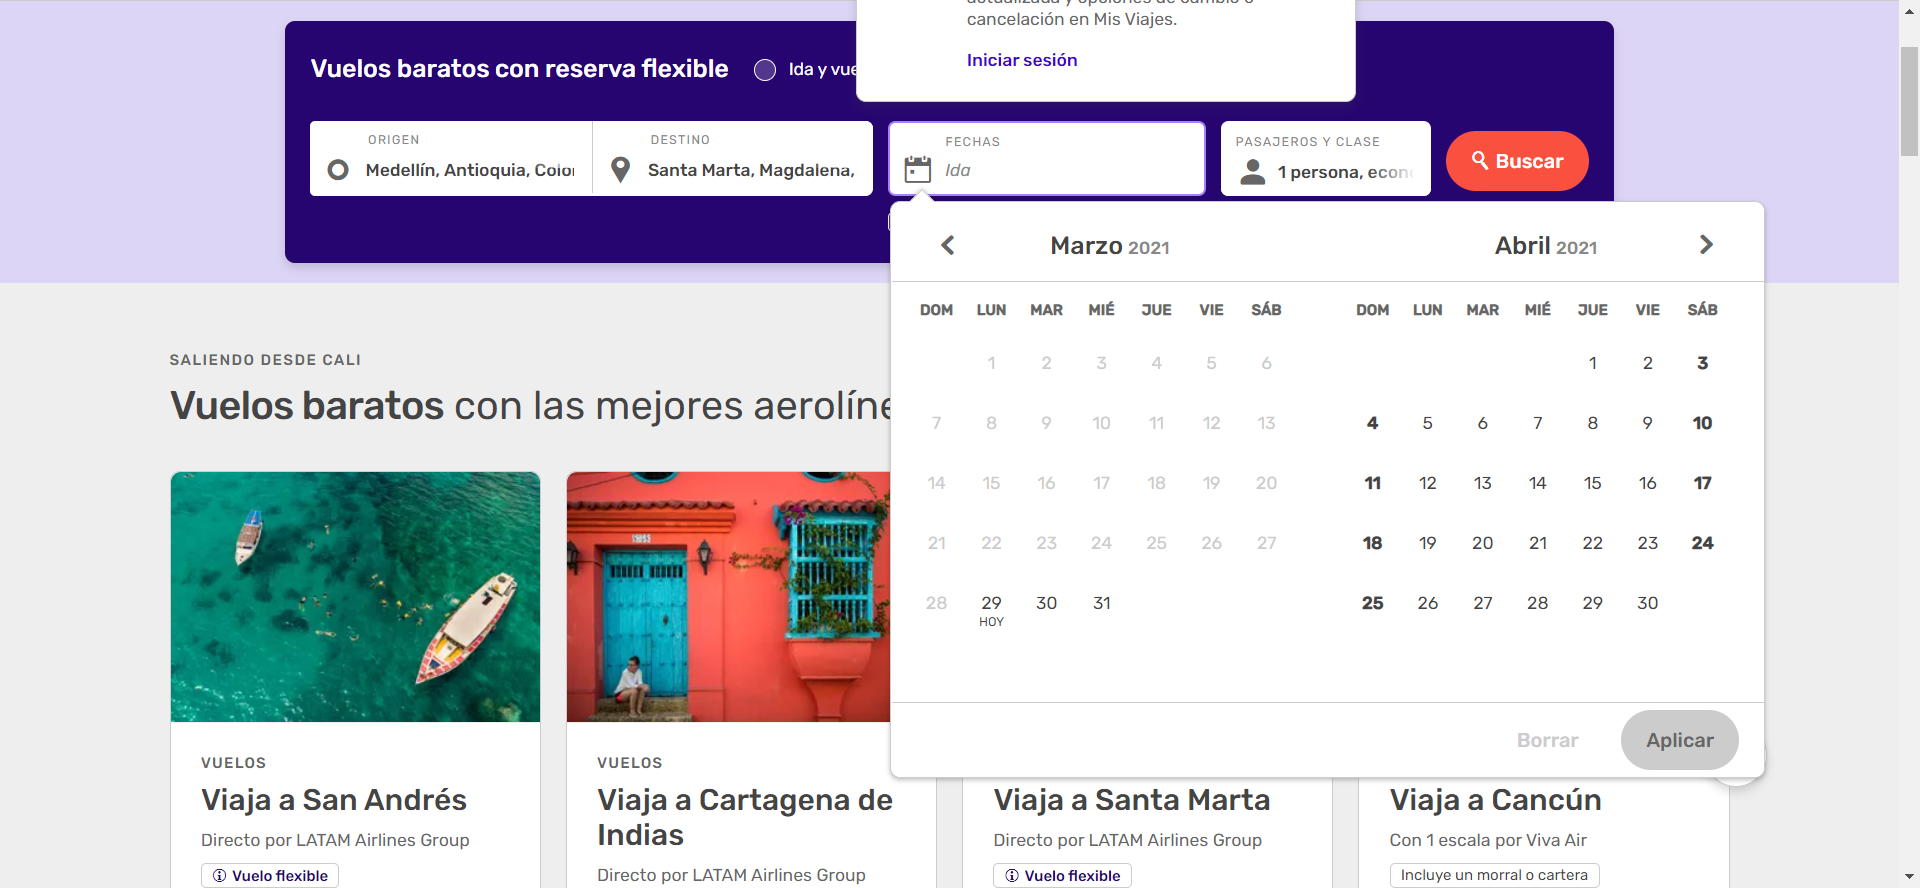 cancelación en Mis Viajes.
Iniciar sesión
Vuelos baratos con reserva flexible
Ida y vue
ORIGEN
Medellín, Antioquia, Colo
DESTINO
Santa Marta, Magdalena,
FECHAS
Ida
PASAJEROS Y CLASE
1 persona, econo
Buscar
Marzo 2021
DOM LUN MAR MIÉ JUE VIE SÁB
1 2 3 4 5 6
7 8 9 10 11 12 13
14 15 16 17 18 19 20
21 22 23 24 25 26 27
28 29 30 31
HOY
Abril 2021
DOM LUN MAR MIÉ JUE VIE SÁB
1 2 3
4 5 6 7 8 9 10
11 12 13 14 15 16 17
18 19 20 21 22 23 24
25 26 27 28 29 30
Borrar
Aplicar
SALIENDO DESDE CALI
Vuelos baratos con las mejores aerolíne
VUELOS
Viaja a San Andrés
Directo por LATAM Airlines Group
Vuelo flexible
VUELOS
Viaja a Cartagena de
Indias
Directo por LATAM Airlines Group
Viaja a Santa Marta
Directo por LATAM Airlines Group
Vuelo flexible
Viaja a Cancún
Con 1 escala por Viva Air
Incluye un morral o cartera